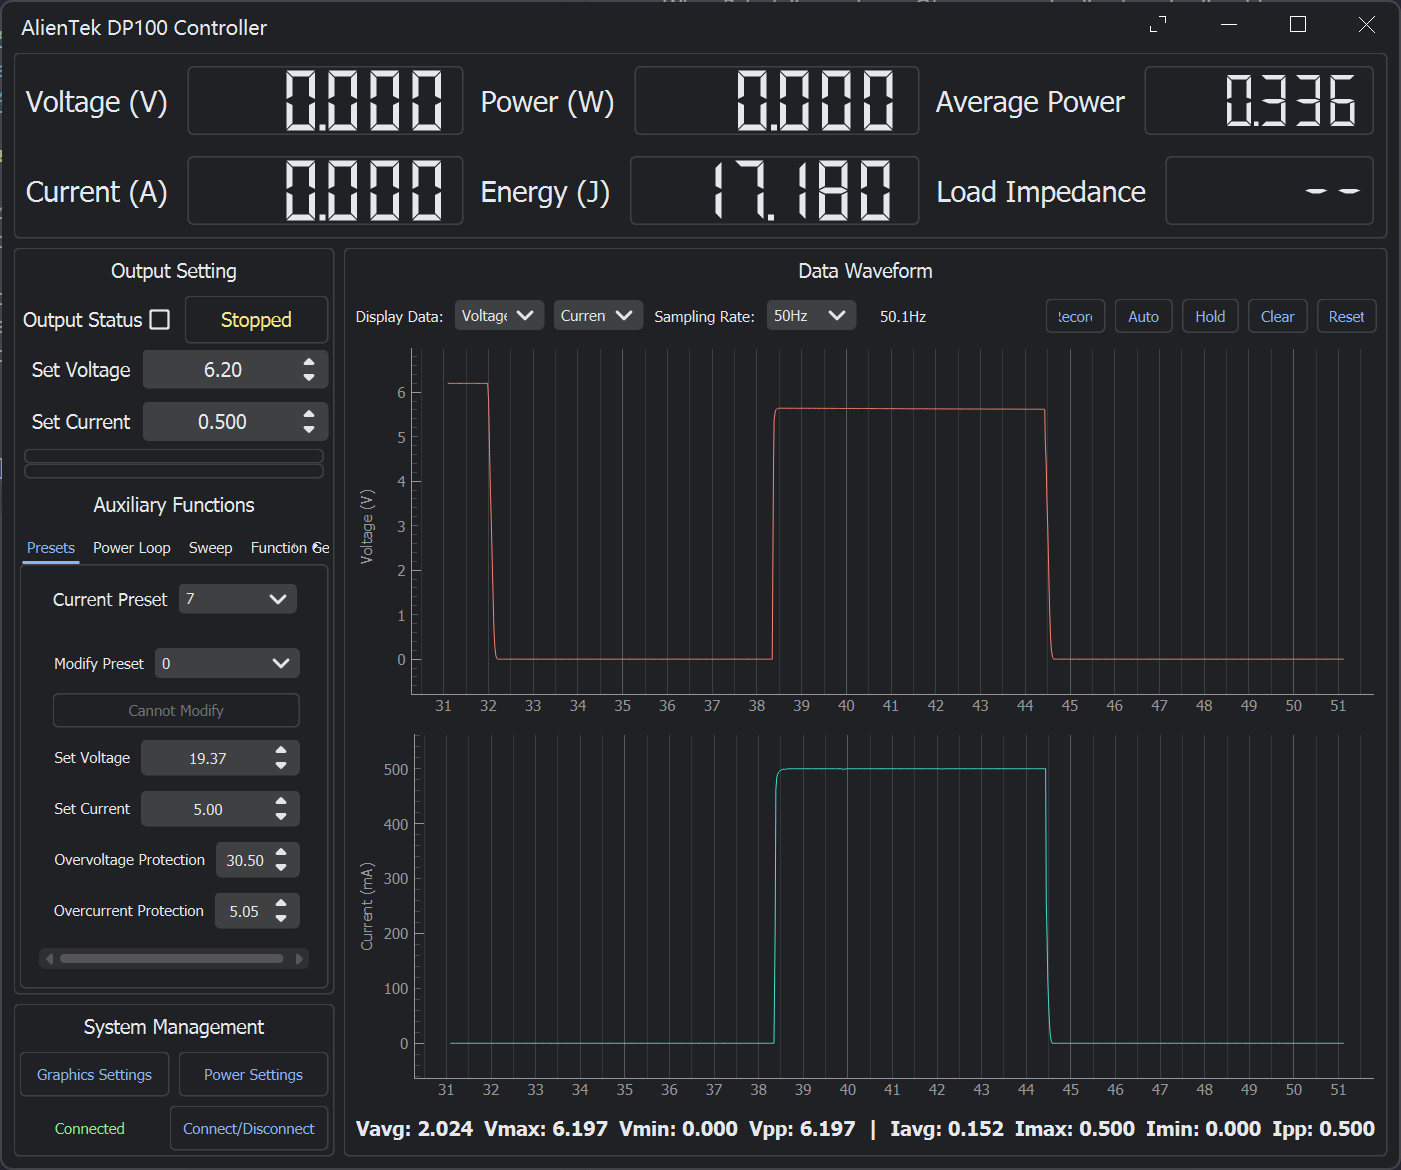 AlienTek DP100 Controller
Voltage (V) 0.000 Power (W) 0.000 Average Power 0.336
Current (A) 0.000 Energy (J) 17.180 Load Impedance --
Output Setting
Output Status Stopped
Set Voltage 6.20
Set Current 0.500
Auxiliary Functions
Presets Power Loop Sweep Function Ge
Current Preset 7
Modify Preset 0
Cannot Modify
Set Voltage 19.37
Set Current 5.00
Overvoltage Protection 30.50
Overcurrent Protection 5.05
System Management
Graphics Settings Power Settings
Connected Connect/Disconnect
Data Waveform
Display Data: Voltage Curren Sampling Rate: 50Hz 50.1Hz Recor Auto Hold Clear Reset
Voltage (V)
6
5
4
3
2
1
0
31 32 33 34 35 36 37 38 39 40 41 42 43 44 45 46 47 48 49 50 51
Current (mA)
500
400
300
200
100
0
31 32 33 34 35 36 37 38 39 40 41 42 43 44 45 46 47 48 49 50 51
Vavg: 2.024 Vmax: 6.197 Vmin: 0.000 Vpp: 6.197 | Iavg: 0.152 Imax: 0.500 Imin: 0.000 Ipp: 0.500